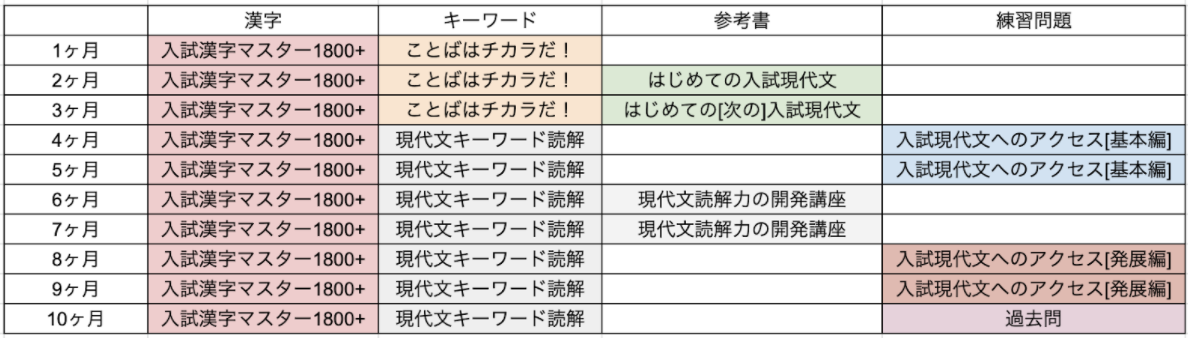 漢字 キーワード 参考書 練習問題
1ヶ月 入試漢字マスター1800+ ことばはチカラだ！
2ヶ月 入試漢字マスター1800+ ことばはチカラだ！ はじめての入試現代文
3ヶ月 入試漢字マスター1800+ ことばはチカラだ！ はじめての[次の]入試現代文
4ヶ月 入試漢字マスター1800+ 現代文キーワード読解 入試現代文へのアクセス[基本編]
5ヶ月 入試漢字マスター1800+ 現代文キーワード読解 入試現代文へのアクセス[基本編]
6ヶ月 入試漢字マスター1800+ 現代文キーワード読解 現代文読解力の開発講座
7ヶ月 入試漢字マスター1800+ 現代文キーワード読解 現代文読解力の開発講座
8ヶ月 入試漢字マスター1800+ 現代文キーワード読解 入試現代文へのアクセス[発展編]
9ヶ月 入試漢字マスター1800+ 現代文キーワード読解 入試現代文へのアクセス[発展編]
10ヶ月 入試漢字マスター1800+ 現代文キーワード読解 過去問